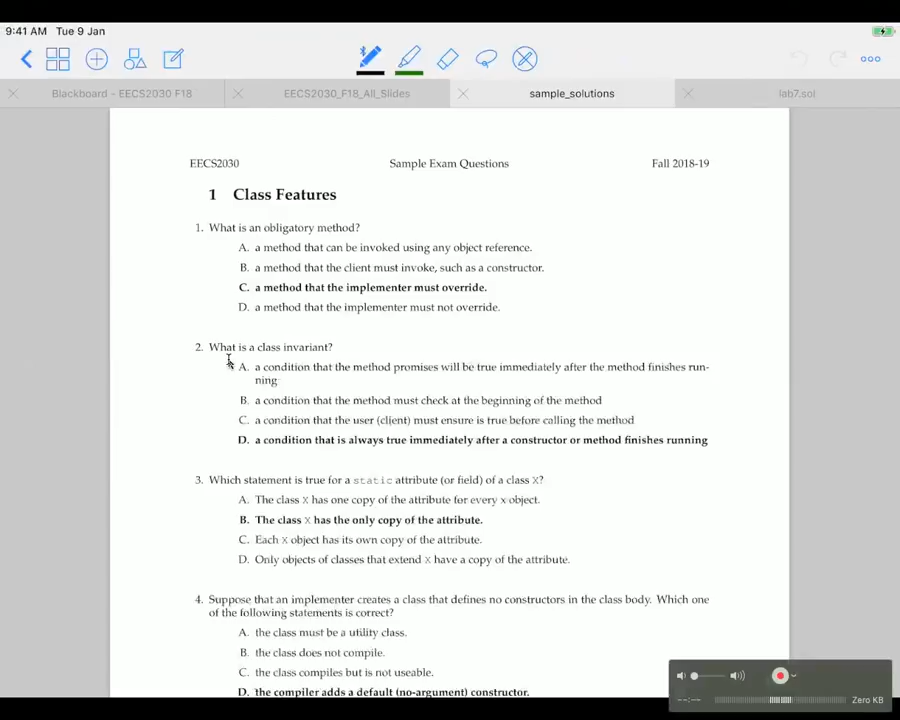 9:41 AM Tue 9 Jan
Blackboard - EECS2030 F18
EECS2030_F18_All_Slides
sample_solutions
lab7.sol
EECS2030 Sample Exam Questions Fall 2018-19
1 Class Features
1. What is an obligatory method?
A. a method that can be invoked using any object reference.
B. a method that the client must invoke, such as a constructor.
C. a method that the implementer must override.
D. a method that the implementer must not override.
2. What is a class invariant?
A. a condition that the method promises will be true immediately after the method finishes run-
ning
B. a condition that the method must check at the beginning of the method
C. a condition that the user (client) must ensure is true before calling the method
D. a condition that is always true immediately after a constructor or method finishes running
3. Which statement is true for a static attribute (or field) of a class X?
A. The class X has one copy of the attribute for every X object.
B. The class X has the only copy of the attribute.
C. Each X object has its own copy of the attribute.
D. Only objects of classes that extend X have a copy of the attribute.
4. Suppose that an implementer creates a class that defines no constructors in the class body. Which one
of the following statements is correct?
A. the class must be a utility class.
B. the class does not compile.
C. the class compiles but is not useable.
D. the compiler adds a default (no-argument) constructor.
--:--
Zero KB